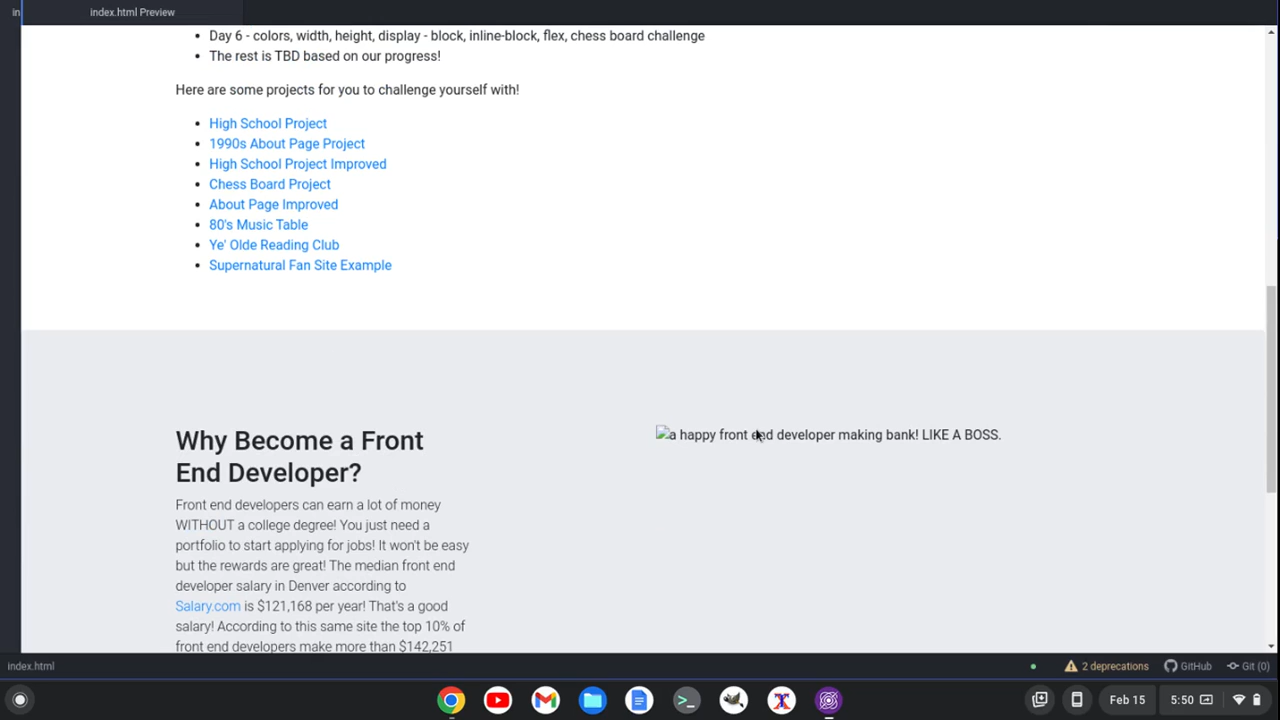 in
index.html Preview
Day 6 - colors, width, height, display - block, inline-block, flex, chess board challenge
The rest is TBD based on our progress!
Here are some projects for you to challenge yourself with!
High School Project
1990s About Page Project
High School Project Improved
Chess Board Project
About Page Improved
80's Music Table
Ye' Olde Reading Club
Supernatural Fan Site Example
Why Become a Front
End Developer?
Front end developers can earn a lot of money
WITHOUT a college degree! You just need a
portfolio to start applying for jobs! It won't be easy
but the rewards are great! The median front end
developer salary in Denver according to
Salary.com is $121,168 per year! That's a good
salary! According to this same site the top 10% of
front end developers make more than $142,251
a happy front end developer making bank! LIKE A BOSS.
index.html
2 deprecations
GitHub
Git (0)
Feb 15
5:50